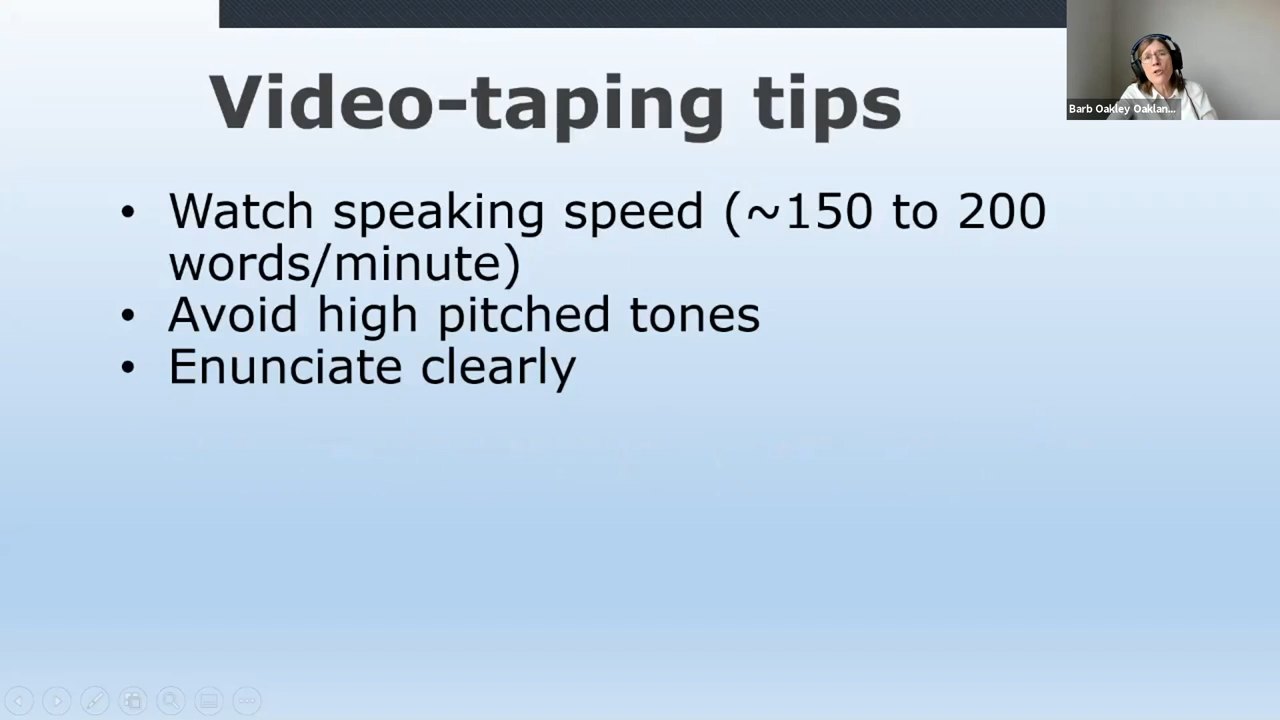 Video-taping tips
Barb Oakley Oaklan...
• Watch speaking speed (~150 to 200
words/minute)
• Avoid high pitched tones
• Enunciate clearly